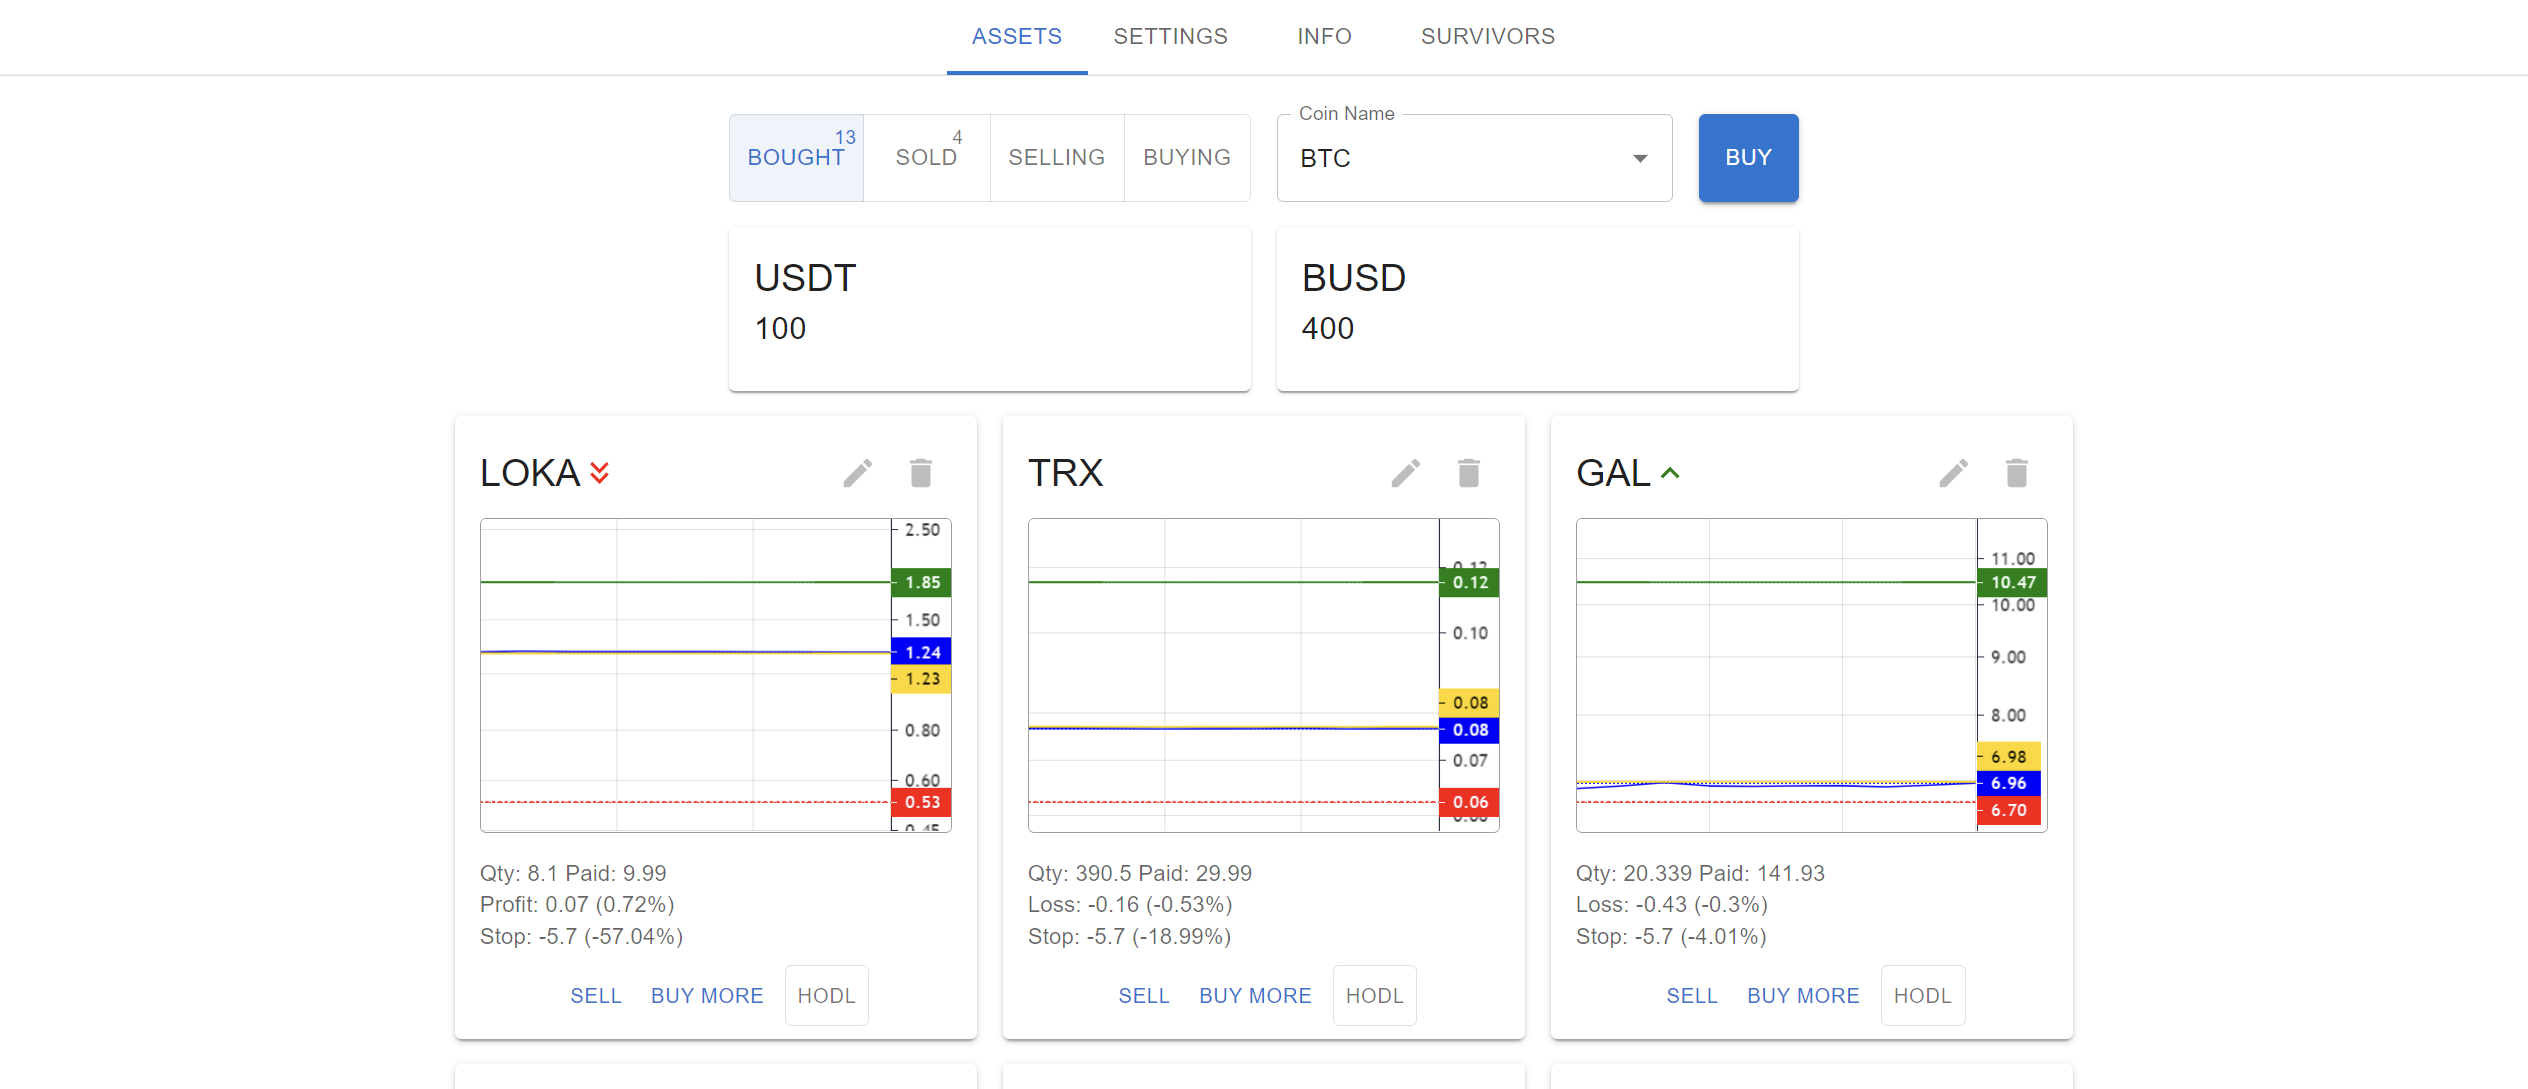 ASSETS SETTINGS INFO SURVIVORS
Coin Name
BOUGHT 13 SOLD 4 SELLING BUYING BTC BUY
USDT
100
BUSD
400
LOKA
2.50
1.85
1.50
1.24
1.23
0.80
0.60
0.53
0.45
Qty: 8.1 Paid: 9.99
Profit: 0.07 (0.72%)
Stop: -5.7 (-57.04%)
SELL BUY MORE HODL
TRX
0.12
0.12
0.10
0.08
0.08
0.07
0.06
Qty: 390.5 Paid: 29.99
Loss: -0.16 (-0.53%)
Stop: -5.7 (-18.99%)
SELL BUY MORE HODL
GAL
11.00
10.47
10.00
9.00
8.00
6.98
6.96
6.70
Qty: 20.339 Paid: 141.93
Loss: -0.43 (-0.3%)
Stop: -5.7 (-4.01%)
SELL BUY MORE HODL